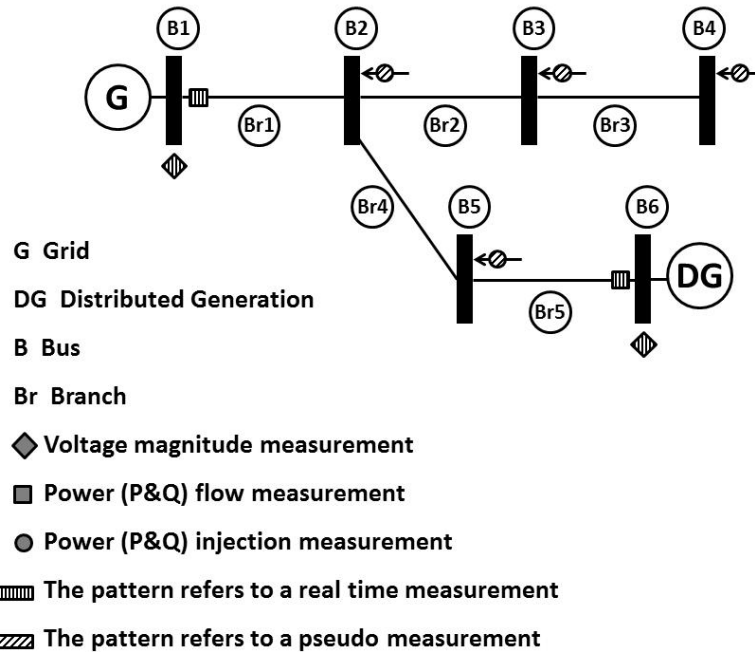 B1 B2 B3 B4
G
Br1 Br2 Br3
Br4 B5 B6
DG
Br5
G Grid
DG Distributed Generation
B Bus
Br Branch
Voltage magnitude measurement
Power (P&Q) flow measurement
Power (P&Q) injection measurement
The pattern refers to a real time measurement
The pattern refers to a pseudo measurement